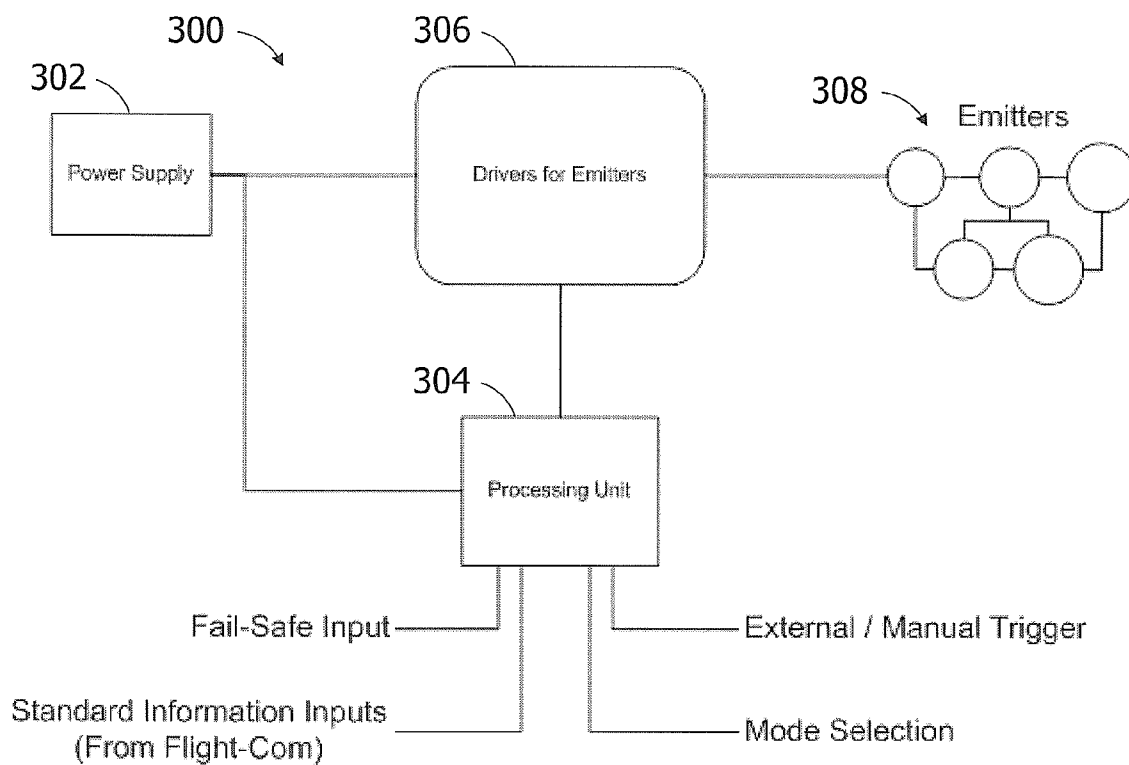 300
306
302
308
Emitters
Power Supply
Drivers for Emitters
304
Processing Unit
Fail-Safe Input
External / Manual Trigger
Standard Information Inputs
(From Flight-Com)
Mode Selection